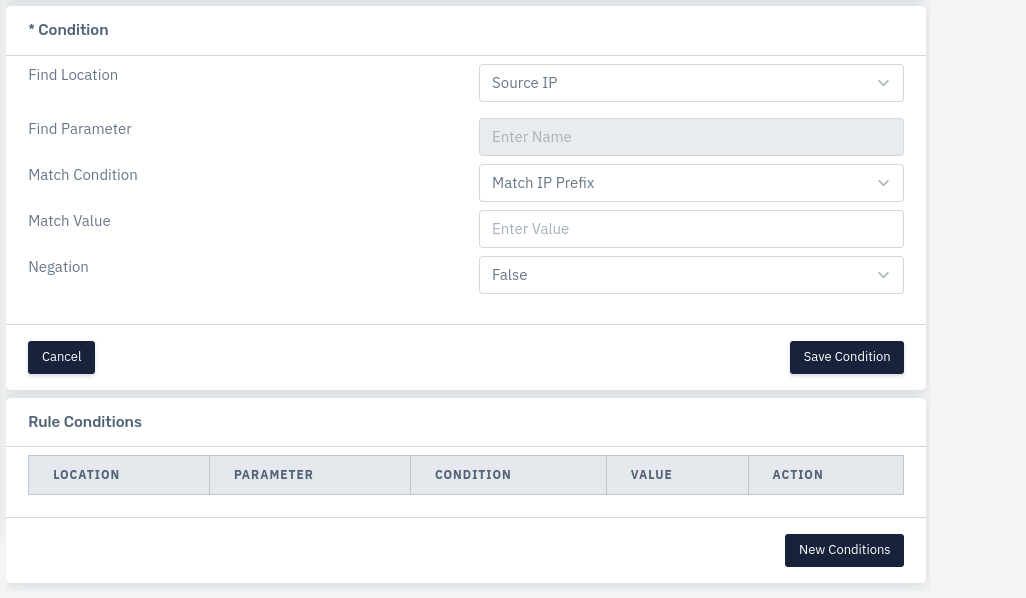 * Condition
Find Location
Source IP
Find Parameter
Enter Name
Match Condition
Match IP Prefix
Match Value
Enter Value
Negation
False
Cancel
Save Condition
Rule Conditions
LOCATION PARAMETER CONDITION VALUE ACTION
New Conditions